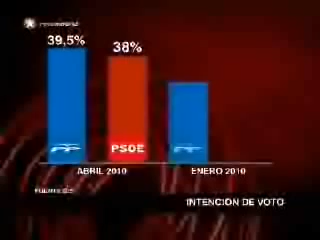 39,5%
38%
PSOE
ABRIL 2010
ENERO 2010
INTENCION DE VOTO